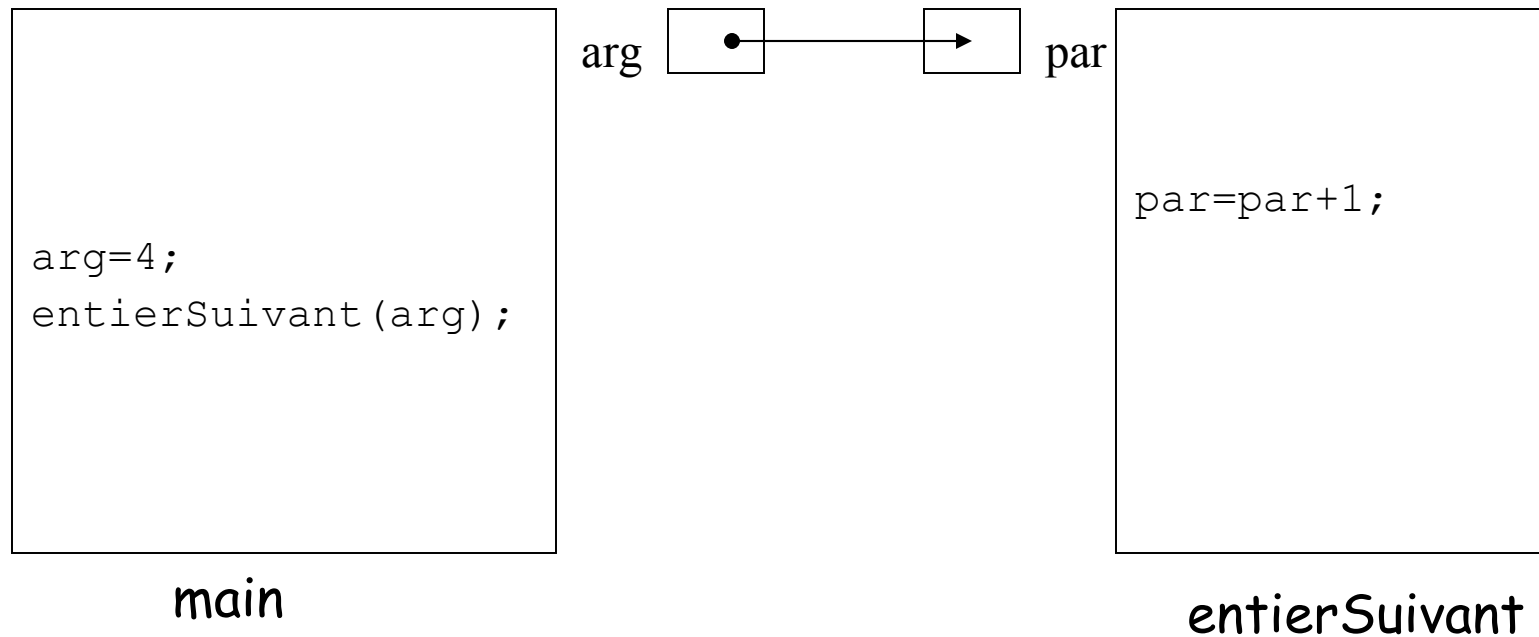 arg
par
arg=4;
entierSuivant(arg);
par=par+1;
main
entierSuivant